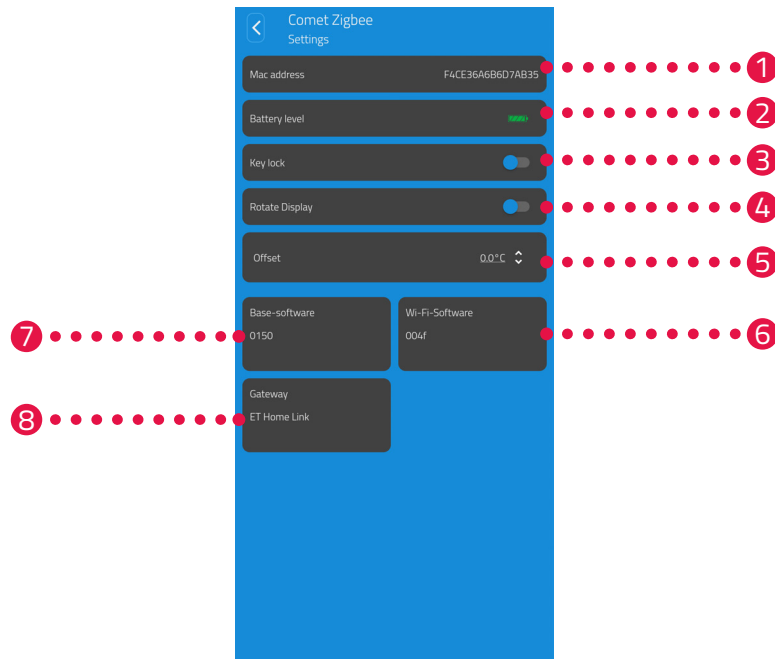 Comet Zigbee
Settings
Mac address F4CE36A6B6D7AB35 1
Battery level 2
Key lock 3
Rotate Display 4
Offset 0.0°C 5
Base-software Wi-Fi-Software
7 0150 004f 6
Gateway
8 ET Home Link